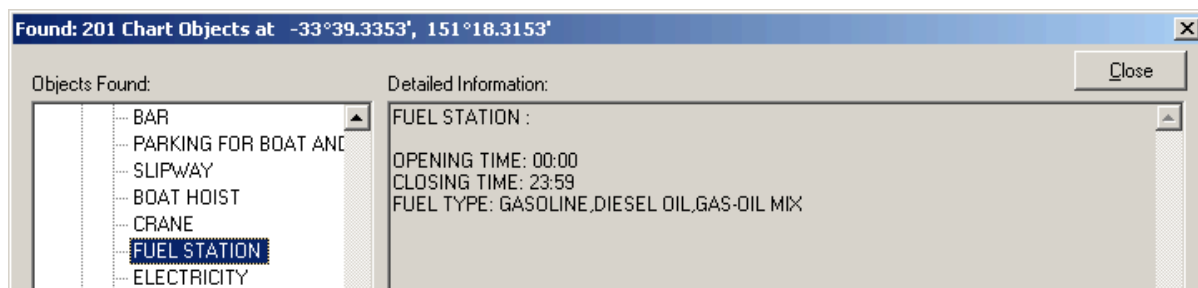 Found: 201 Chart Objects at -33°39.3353', 151°18.3153'
Close
Objects Found:
BAR
PARKING FOR BOAT AND
SLIPWAY
BOAT HOIST
CRANE
FUEL STATION
ELECTRICITY
Detailed Information:
FUEL STATION :
OPENING TIME: 00:00
CLOSING TIME: 23:59
FUEL TYPE: GASOLINE,DIESEL OIL,GAS-OIL MIX